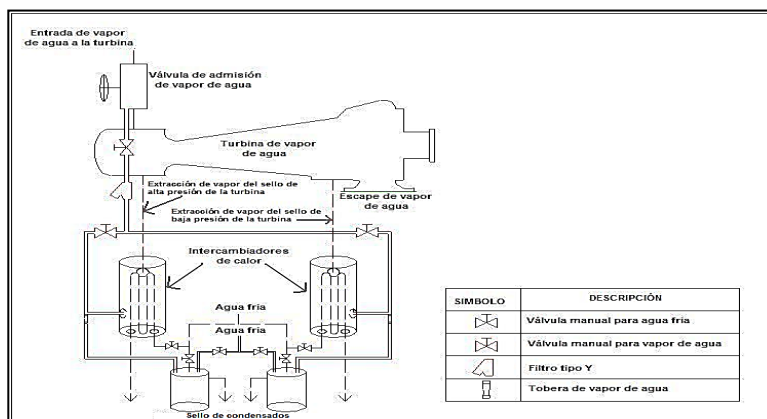 Entrada de vapor
de agua a la turbina
Válvula de admisión
de vapor de agua
Turbina de vapor
de agua
Extracción de vapor del sello de
alta presión de la turbina
Escape de vapor
de agua
Extracción de vapor del sello de
baja presión de la turbina
Intercambiadores
de calor
Agua fria
Agua fria
Sello de condensados
SIMBOLO
DESCRIPCIÓN
Válvula manual para agua fría
Válvula manual para vapor de agua
Filtro tipo Y
Tobera de vapor de agua